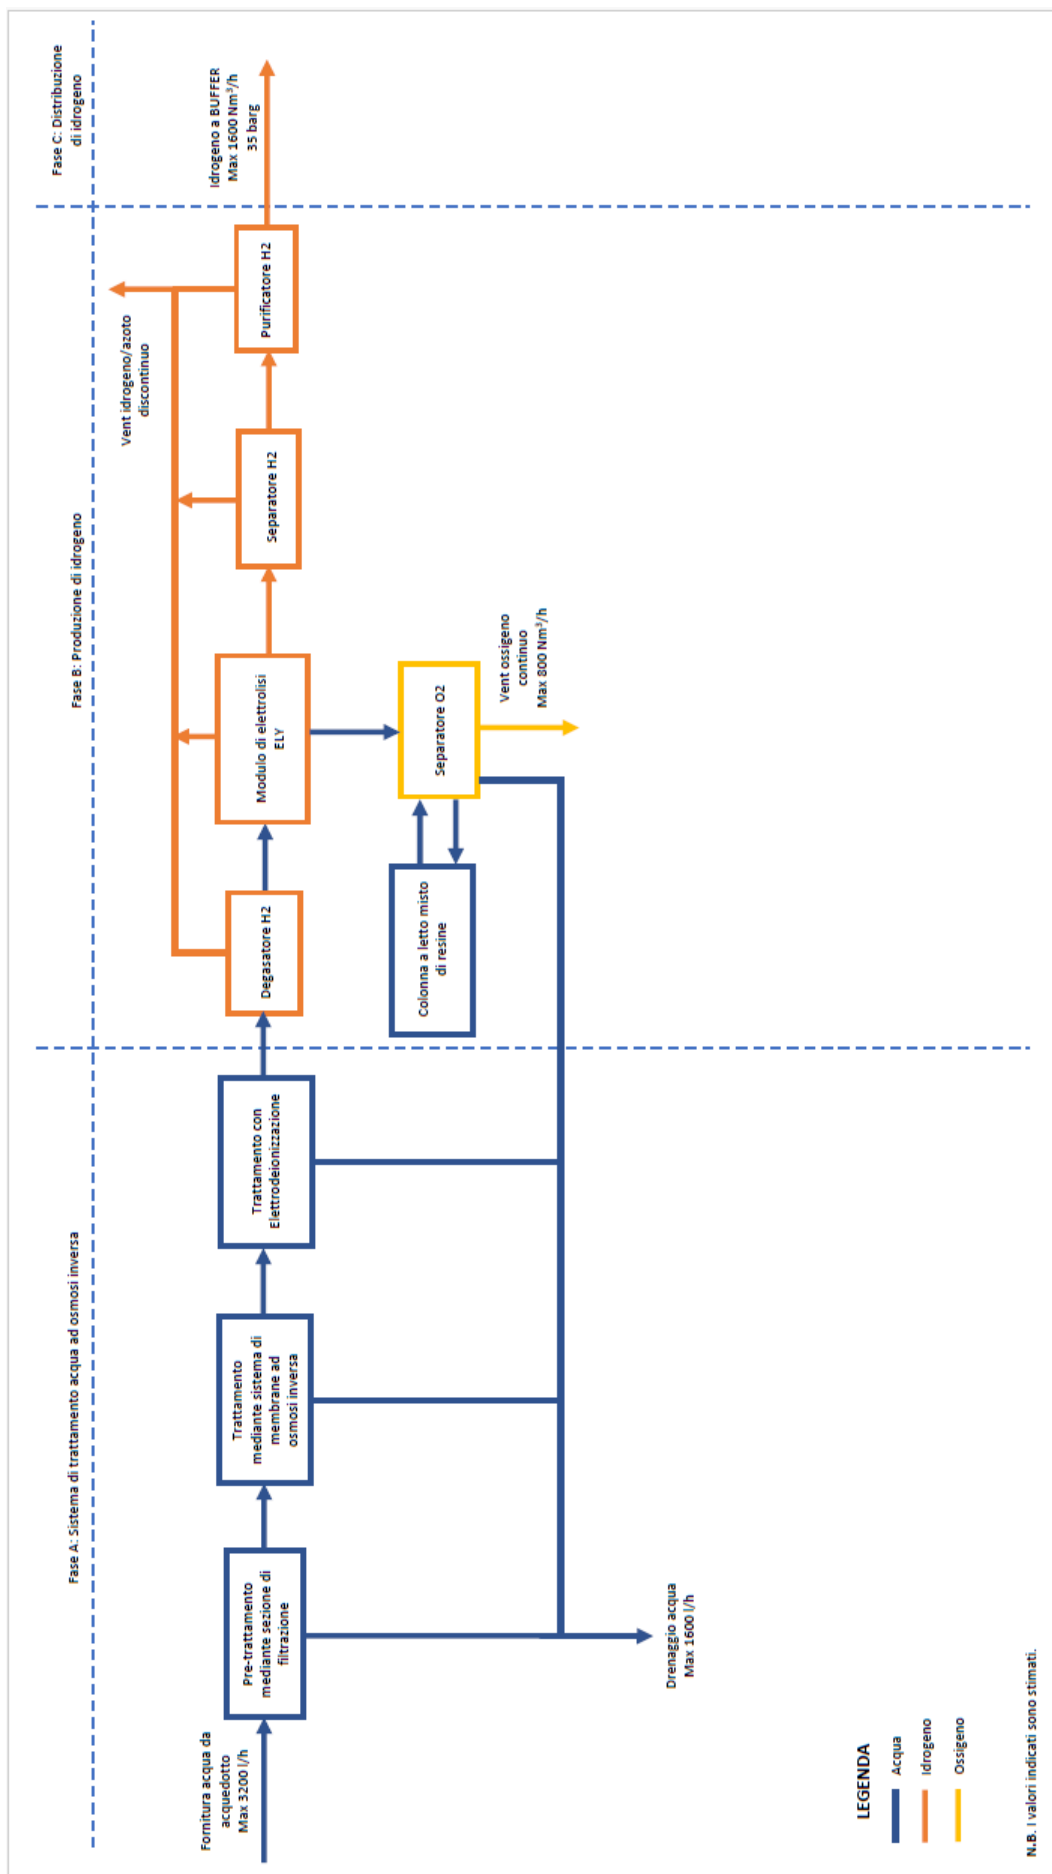 Fase A: Sistema di trattamento acqua ad osmosi inversa
Fase B: Produzione di idrogeno
Fase C: Distribuzione
di idrogeno
Fornitura acqua da
acquedotto
Max 3200 l/h
Pre-trattamento
mediante sezione di
filtrazione
Trattamento
mediante sistema di
membrane ad
osmosi inversa
Trattamento con
Elettrodeionizzazione
Degasatore H2
Modulo di elettrolisi
ELY
Separatore H2
Purificatore H2
Vent idrogeno/azoto
discontinuo
Idrogeno a BUFFER
Max 1600 Nm³/h
35 barg
Colonna a letto misto
di resine
Separatore O2
Vent ossigeno
continuo
Max 800 Nm³/h
Drenaggio acqua
Max 1600 l/h
LEGENDA
Acqua
Idrogeno
Ossigeno
N.B. I valori indicati sono stimati.